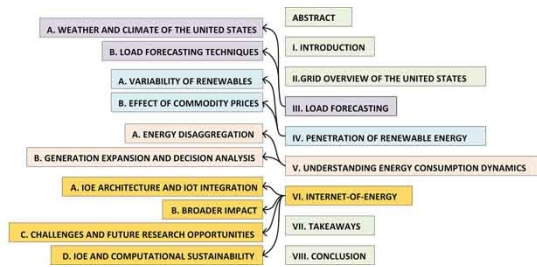 ABSTRACT
A. WEATHER AND CLIMATE OF THE UNITED STATES
I. INTRODUCTION
B. LOAD FORECASTING TECHNIQUES
II.GRID OVERVIEW OF THE UNITED STATES
A. VARIABILITY OF RENEWABLES
B. EFFECT OF COMMODITY PRICES
III. LOAD FORECASTING
A. ENERGY DISAGGREGATION
IV. PENETRATION OF RENEWABLE ENERGY
B. GENERATION EXPANSION AND DECISION ANALYSIS
V. UNDERSTANDING ENERGY CONSUMPTION DYNAMICS
A. IOE ARCHITECTURE AND IOT INTEGRATION
VI. INTERNET-OF-ENERGY
B. BROADER IMPACT
VII. TAKEAWAYS
C. CHALLENGES AND FUTURE RESEARCH OPPORTUNITIES
D. IOE AND COMPUTATIONAL SUSTAINABILITY
VIII. CONCLUSION